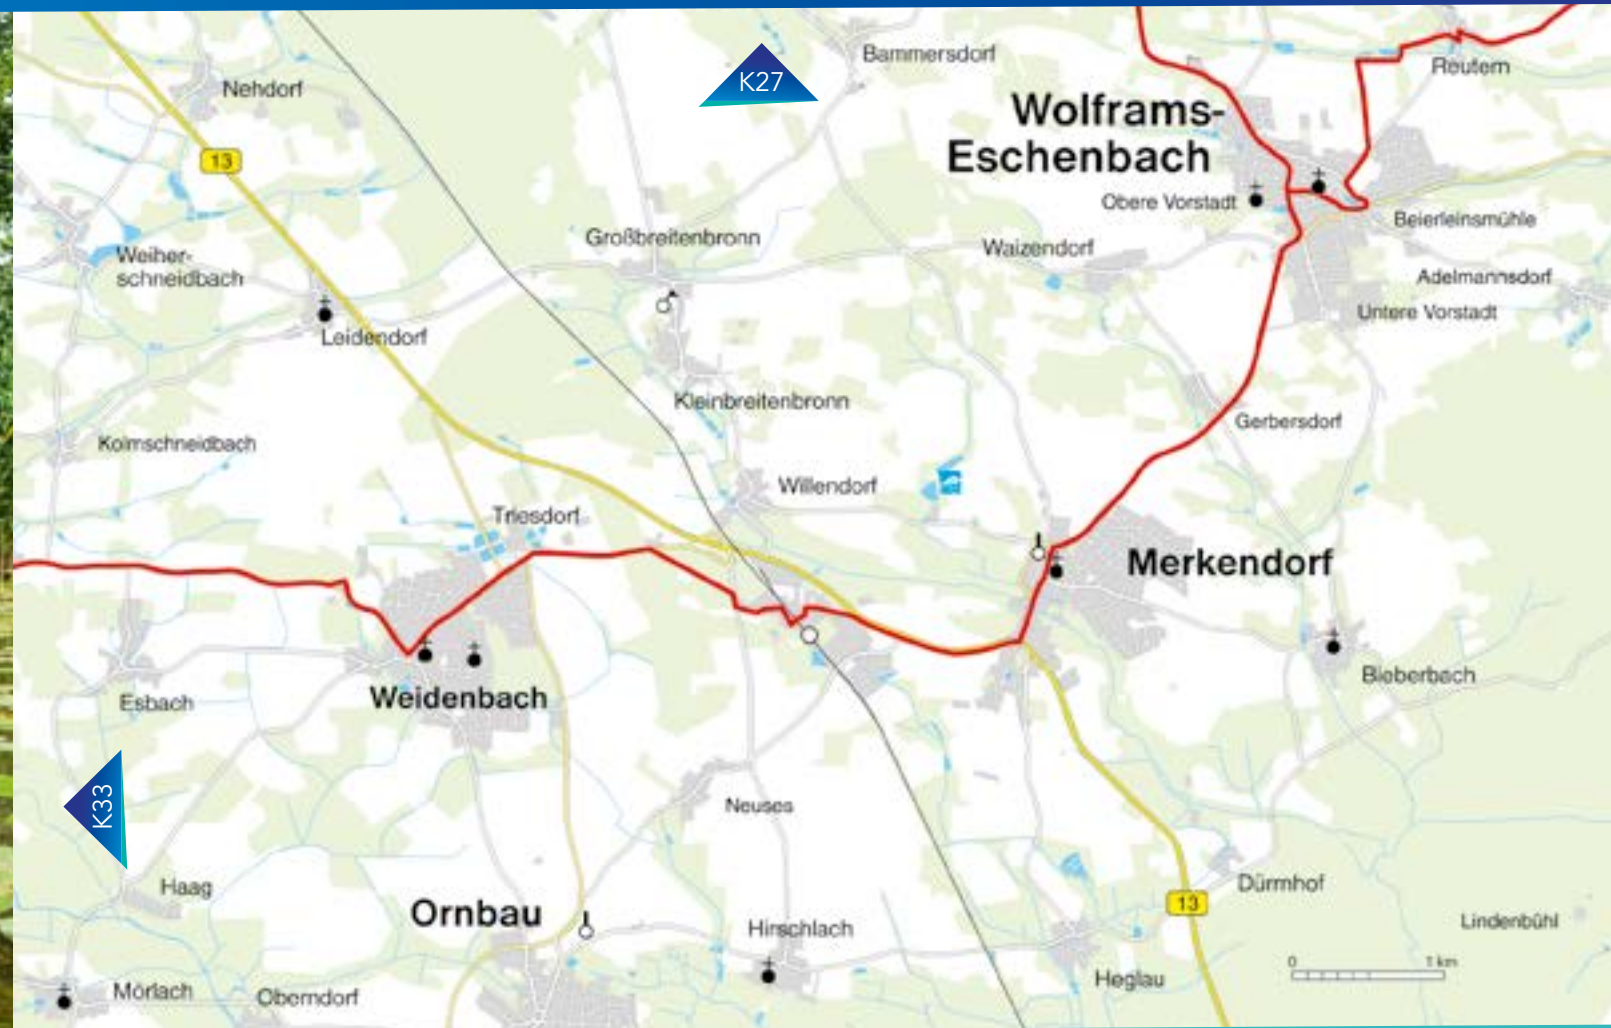 Bammersdorf
Reutern
Nehdorf
K27
Wolframs-
Eschenbach
13
Obere Vorstadt
Beierleinsmühle
Großbreitenbronn
Waizendorf
Weiher-
schneidbach
Adelmannsdorf
Untere Vorstadt
Leidendorf
Kleinbreitenbronn
Gerbersdorf
Kolmschneidbach
Willendorf
Triesdorf
Merkendorf
Bieberbach
Esbach
Weidenbach
K33
Neuses
Haag
Dürrnhof
13
Ornbau
Lindenbühl
Hirschlach
0 1 km
Heglau
Mörlach
Oberndorf